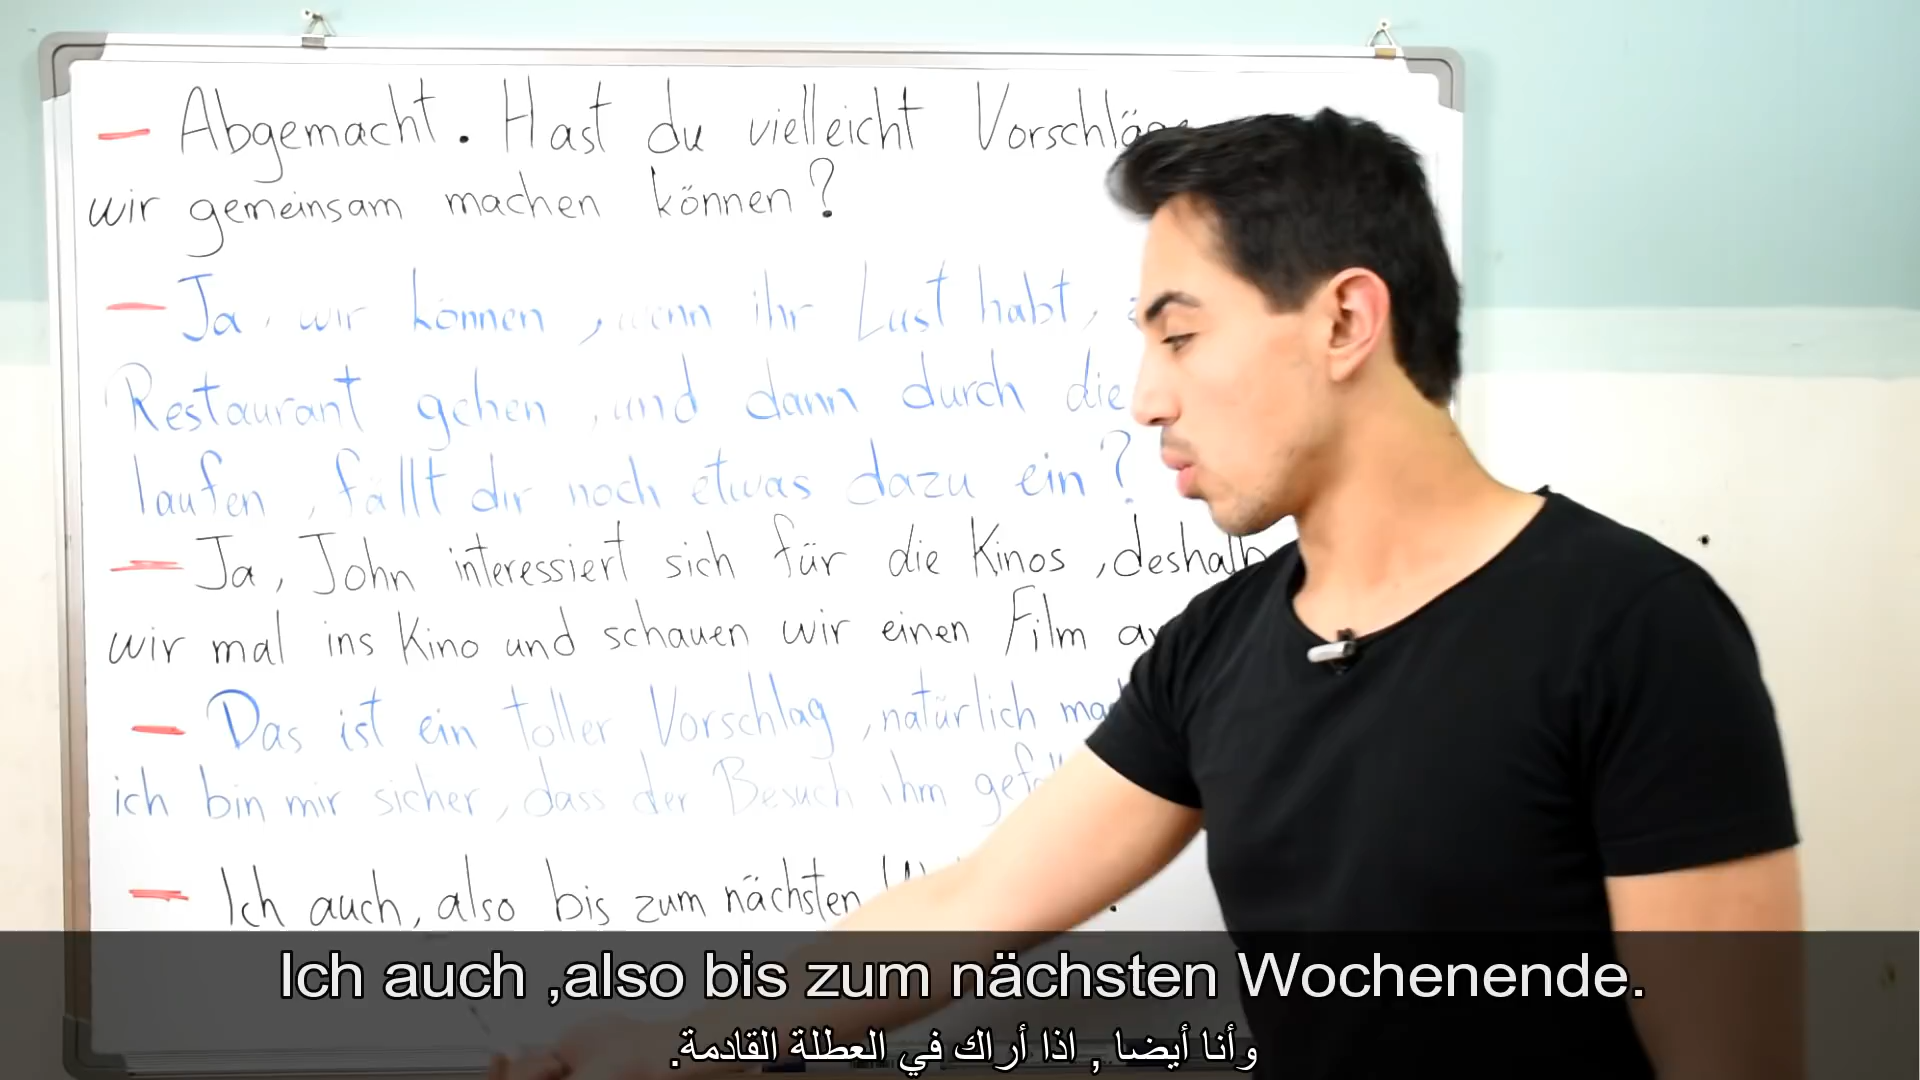 – Abgemacht. Hast du vielleicht Vorschläge
wir gemeinsam machen können?
– Ja, wir können, wenn ihr Lust habt,
Restaurant gehen, und dann durch die
laufen, fällt dir noch etwas dazu ein?
– Ja, John interessiert sich für die Kinos, deshalb
wir mal ins Kino und schauen wir einen Film
– Das ist ein toller Vorschlag, natürlich
ich bin mir sicher, dass der Besuch ihm
– Ich auch, also bis zum nächsten
Ich auch ,also bis zum nächsten Wochenende.
وأنا أيضا , اذا أراك في العطلة القادمة.